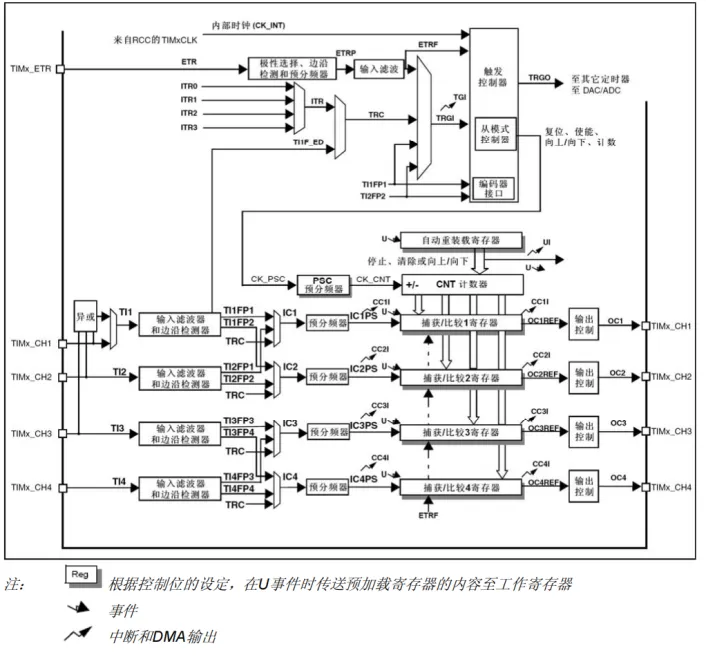 内部时钟 (CK_INT)
来自RCC的TIMxCLK
TIMx_ETR
ETR
极性选择、边沿
检测和预分频器
ETRP
输入滤波
ETRF
触发
控制器
TRGO
至其它定时器
至 DAC/ADC
ITR0
ITR1
ITR2
ITR3
ITR
TRC
TI1F_ED
TGI
TRGI
从模式
控制器
复位、使能、
向上/向下、计数
TI1FP1
TI2FP2
编码器
接口
U
自动重装载寄存器
UI
停止、清除或向上/向下
U
CK_PSC
PSC
预分频器
CK_CNT
+/-
CNT 计数器
异或
TI1
输入滤波器
和边沿检测器
TI1FP1
TI1FP2
TRC
IC1
预分频器
IC1PS
CC1I
U
捕获/比较1寄存器
CC1I
OC1REF
输出
控制
OC1
TIMx_CH1
TIMx_CH1
TIMx_CH2
TI2
输入滤波器
和边沿检测器
TI2FP1
TI2FP2
TRC
IC2
预分频器
IC2PS
CC2I
U
捕获/比较2寄存器
CC2I
OC2REF
输出
控制
OC2
TIMx_CH2
TIMx_CH3
TI3
输入滤波器
和边沿检测器
TI3FP3
TI3FP4
TRC
IC3
预分频器
IC3PS
CC3I
U
捕获/比较3寄存器
CC3I
OC3REF
输出
控制
OC3
TIMx_CH3
TIMx_CH4
TI4
输入滤波器
和边沿检测器
TI4FP3
TI4FP4
TRC
IC4
预分频器
IC4PS
CC4I
U
捕获/比较4寄存器
CC4I
OC4REF
输出
控制
OC4
TIMx_CH4
ETRF
注：
Reg
根据控制位的设定，在U事件时传送预加载寄存器的内容至工作寄存器
事件
中断和DMA输出